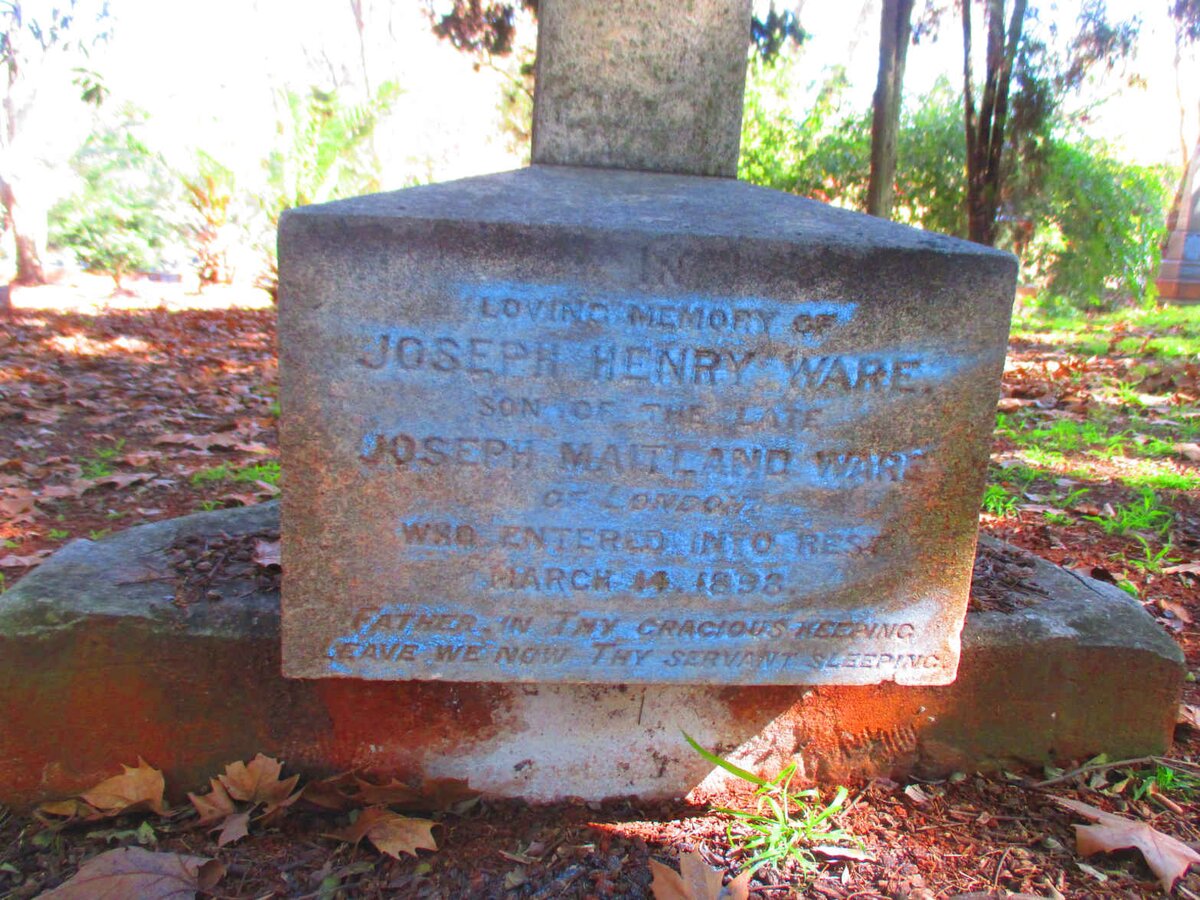 IN
LOVING MEMORY OF
JOSEPH HENRY WARE.
SON OF THE LATE
JOSEPH MAITLAND WARE
OF LONDON.
WHO ENTERED INTO REST
MARCH 14. 1898.
FATHER, IN THY GRACIOUS KEEPING
LEAVE WE NOW THY SERVANT SLEEPING.